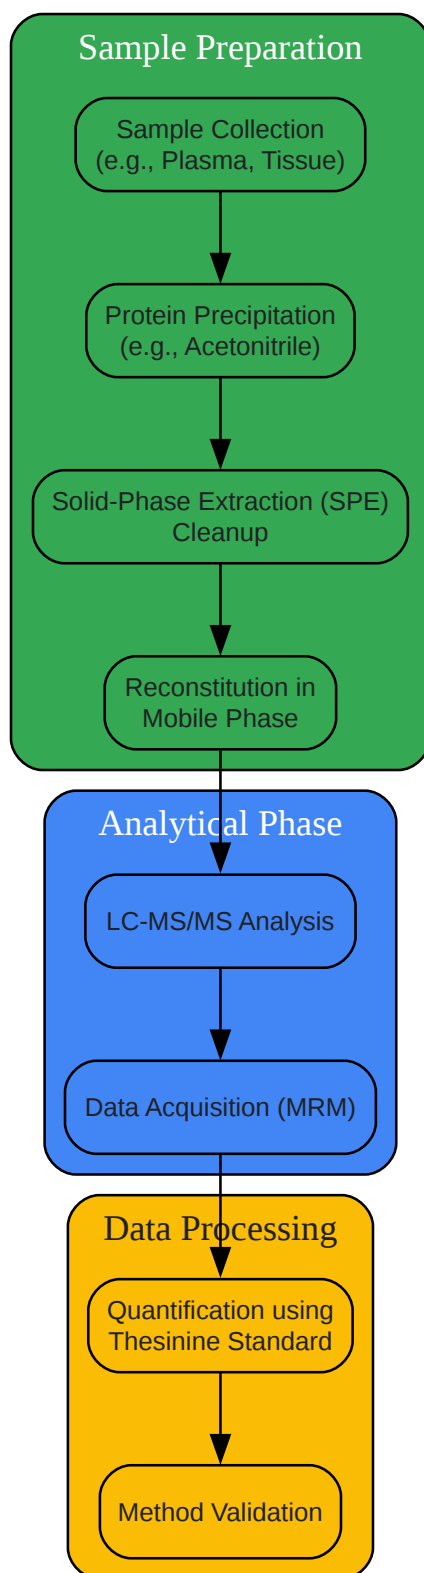 Sample Preparation
Sample Collection
(e.g., Plasma, Tissue)
Protein Precipitation
(e.g., Acetonitrile)
Solid-Phase Extraction (SPE)
Cleanup
Reconstitution in
Mobile Phase
Analytical Phase
LC-MS/MS Analysis
Data Acquisition (MRM)
Data Processing
Quantification using
Thesinine Standard
Method Validation